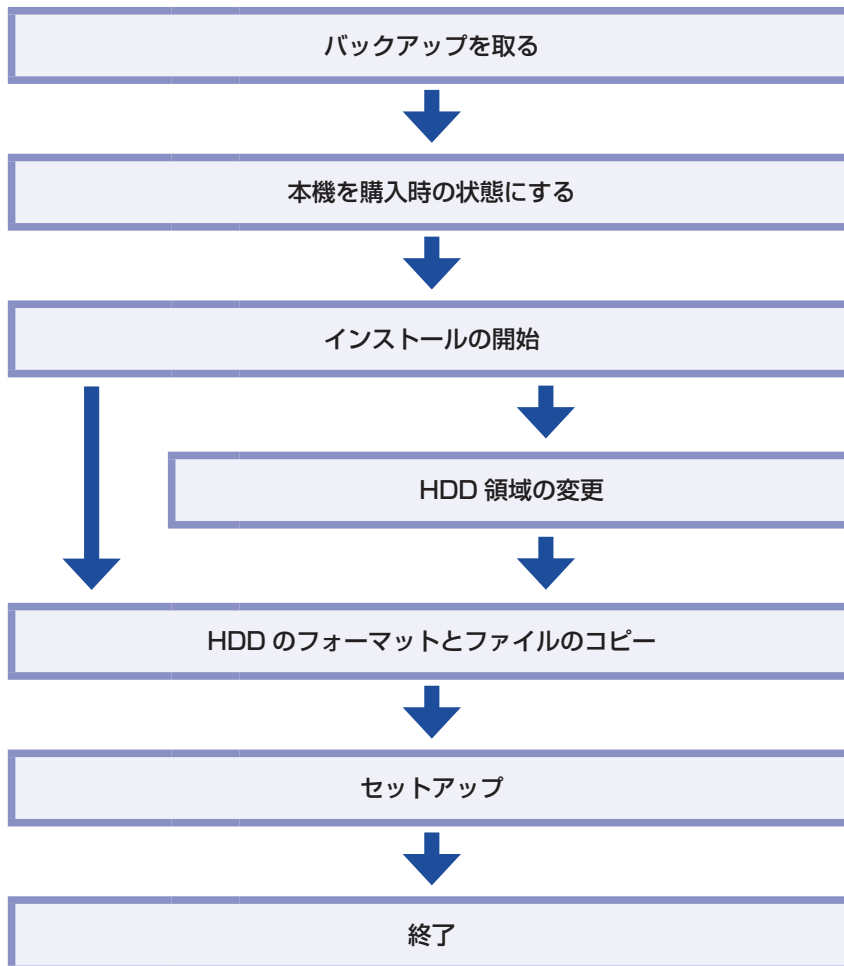 バックアップを取る
本機を購入時の状態にする
インストールの開始
HDD 領域の変更
HDD のフォーマットとファイルのコピー
セットアップ
終了